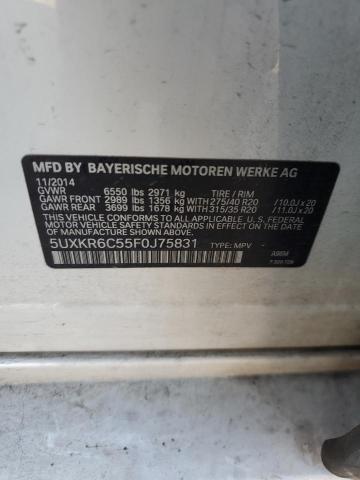 MFD BY BAYERISCHE MOTOREN WERKE AG
11/2014
GVWR 6550 lbs 2971 kg TIRE / RIM
GAWR FRONT 2989 lbs 1356 kg WITH 275/40 R20 /10.0J x 20
GAWR REAR 3699 lbs 1678 kg WITH 315/35 R20 /11.0J x 20
THIS VEHICLE CONFORMS TO ALL APPLICABLE U.S. FEDERAL
MOTOR VEHICLE SAFETY STANDARDS IN EFFECT ON THE
DATE OF MANUFACTURE SHOWN ABOVE.
5UXKR6C55F0J75831 TYPE: MPV A96M